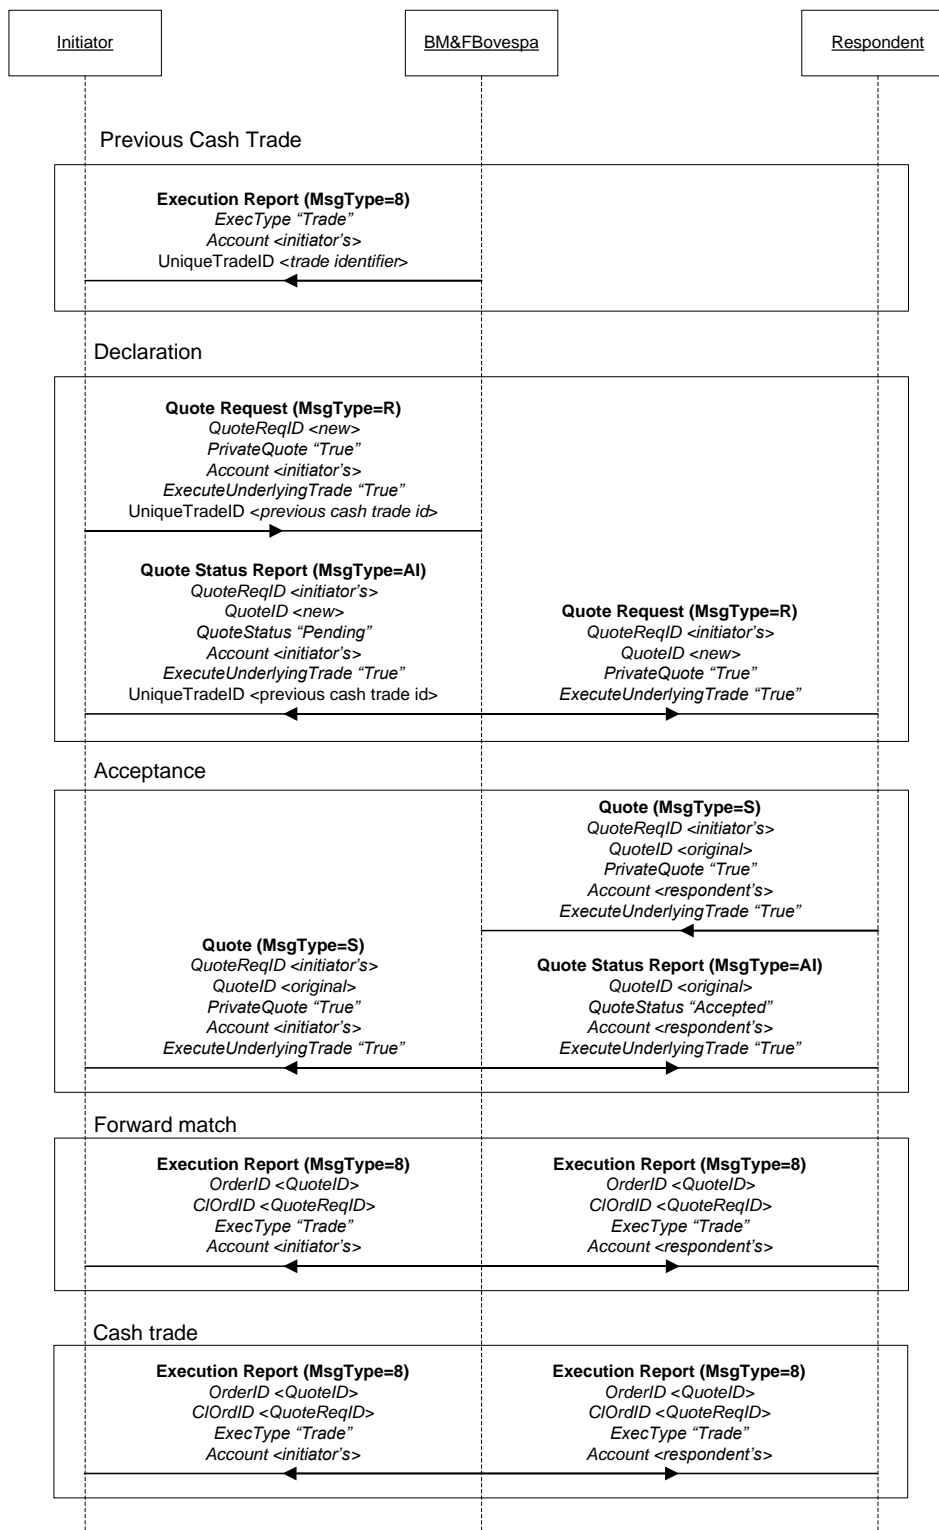 Initiator
BM&FBovespa
Respondent
Previous Cash Trade
Execution Report (MsgType=8)
ExecType “Trade”
Account <initiator’s>
UniqueTradeID <trade identifier>
Declaration
Quote Request (MsgType=R)
QuoteReqID <new>
PrivateQuote “True”
Account <initiator’s>
ExecuteUnderlyingTrade “True”
UniqueTradeID <previous cash trade id>
Quote Status Report (MsgType=AI)
QuoteReqID <initiator’s>
QuoteID <new>
QuoteStatus “Pending”
Account <initiator’s>
ExecuteUnderlyingTrade “True”
UniqueTradeID <previous cash trade id>
Quote Request (MsgType=R)
QuoteReqID <initiator’s>
QuoteID <new>
PrivateQuote “True”
ExecuteUnderlyingTrade “True”
Acceptance
Quote (MsgType=S)
QuoteReqID <initiator’s>
QuoteID <original>
PrivateQuote “True”
Account <respondent’s>
ExecuteUnderlyingTrade “True”
Quote (MsgType=S)
QuoteReqID <initiator’s>
QuoteID <original>
PrivateQuote “True”
Account <initiator’s>
ExecuteUnderlyingTrade “True”
Quote Status Report (MsgType=AI)
QuoteID <original>
QuoteStatus “Accepted”
Account <respondent’s>
ExecuteUnderlyingTrade “True”
Forward match
Execution Report (MsgType=8)
OrderID <QuoteID>
ClOrdID <QuoteReqID>
ExecType “Trade”
Account <initiator’s>
Execution Report (MsgType=8)
OrderID <QuoteID>
ClOrdID <QuoteReqID>
ExecType “Trade”
Account <respondent’s>
Cash trade
Execution Report (MsgType=8)
OrderID <QuoteID>
ClOrdID <QuoteReqID>
ExecType “Trade”
Account <initiator’s>
Execution Report (MsgType=8)
OrderID <QuoteID>
ClOrdID <QuoteReqID>
ExecType “Trade”
Account <respondent’s>